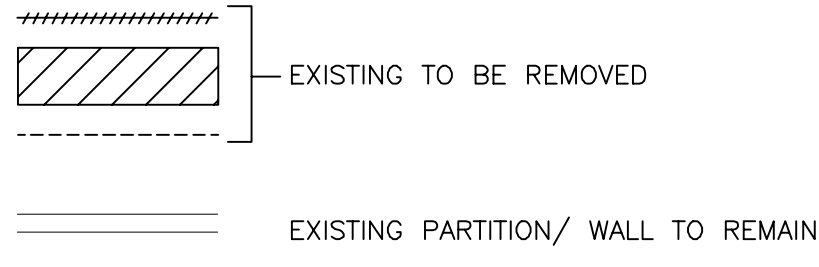 EXISTING TO BE REMOVED
EXISTING PARTITION/ WALL TO REMAIN